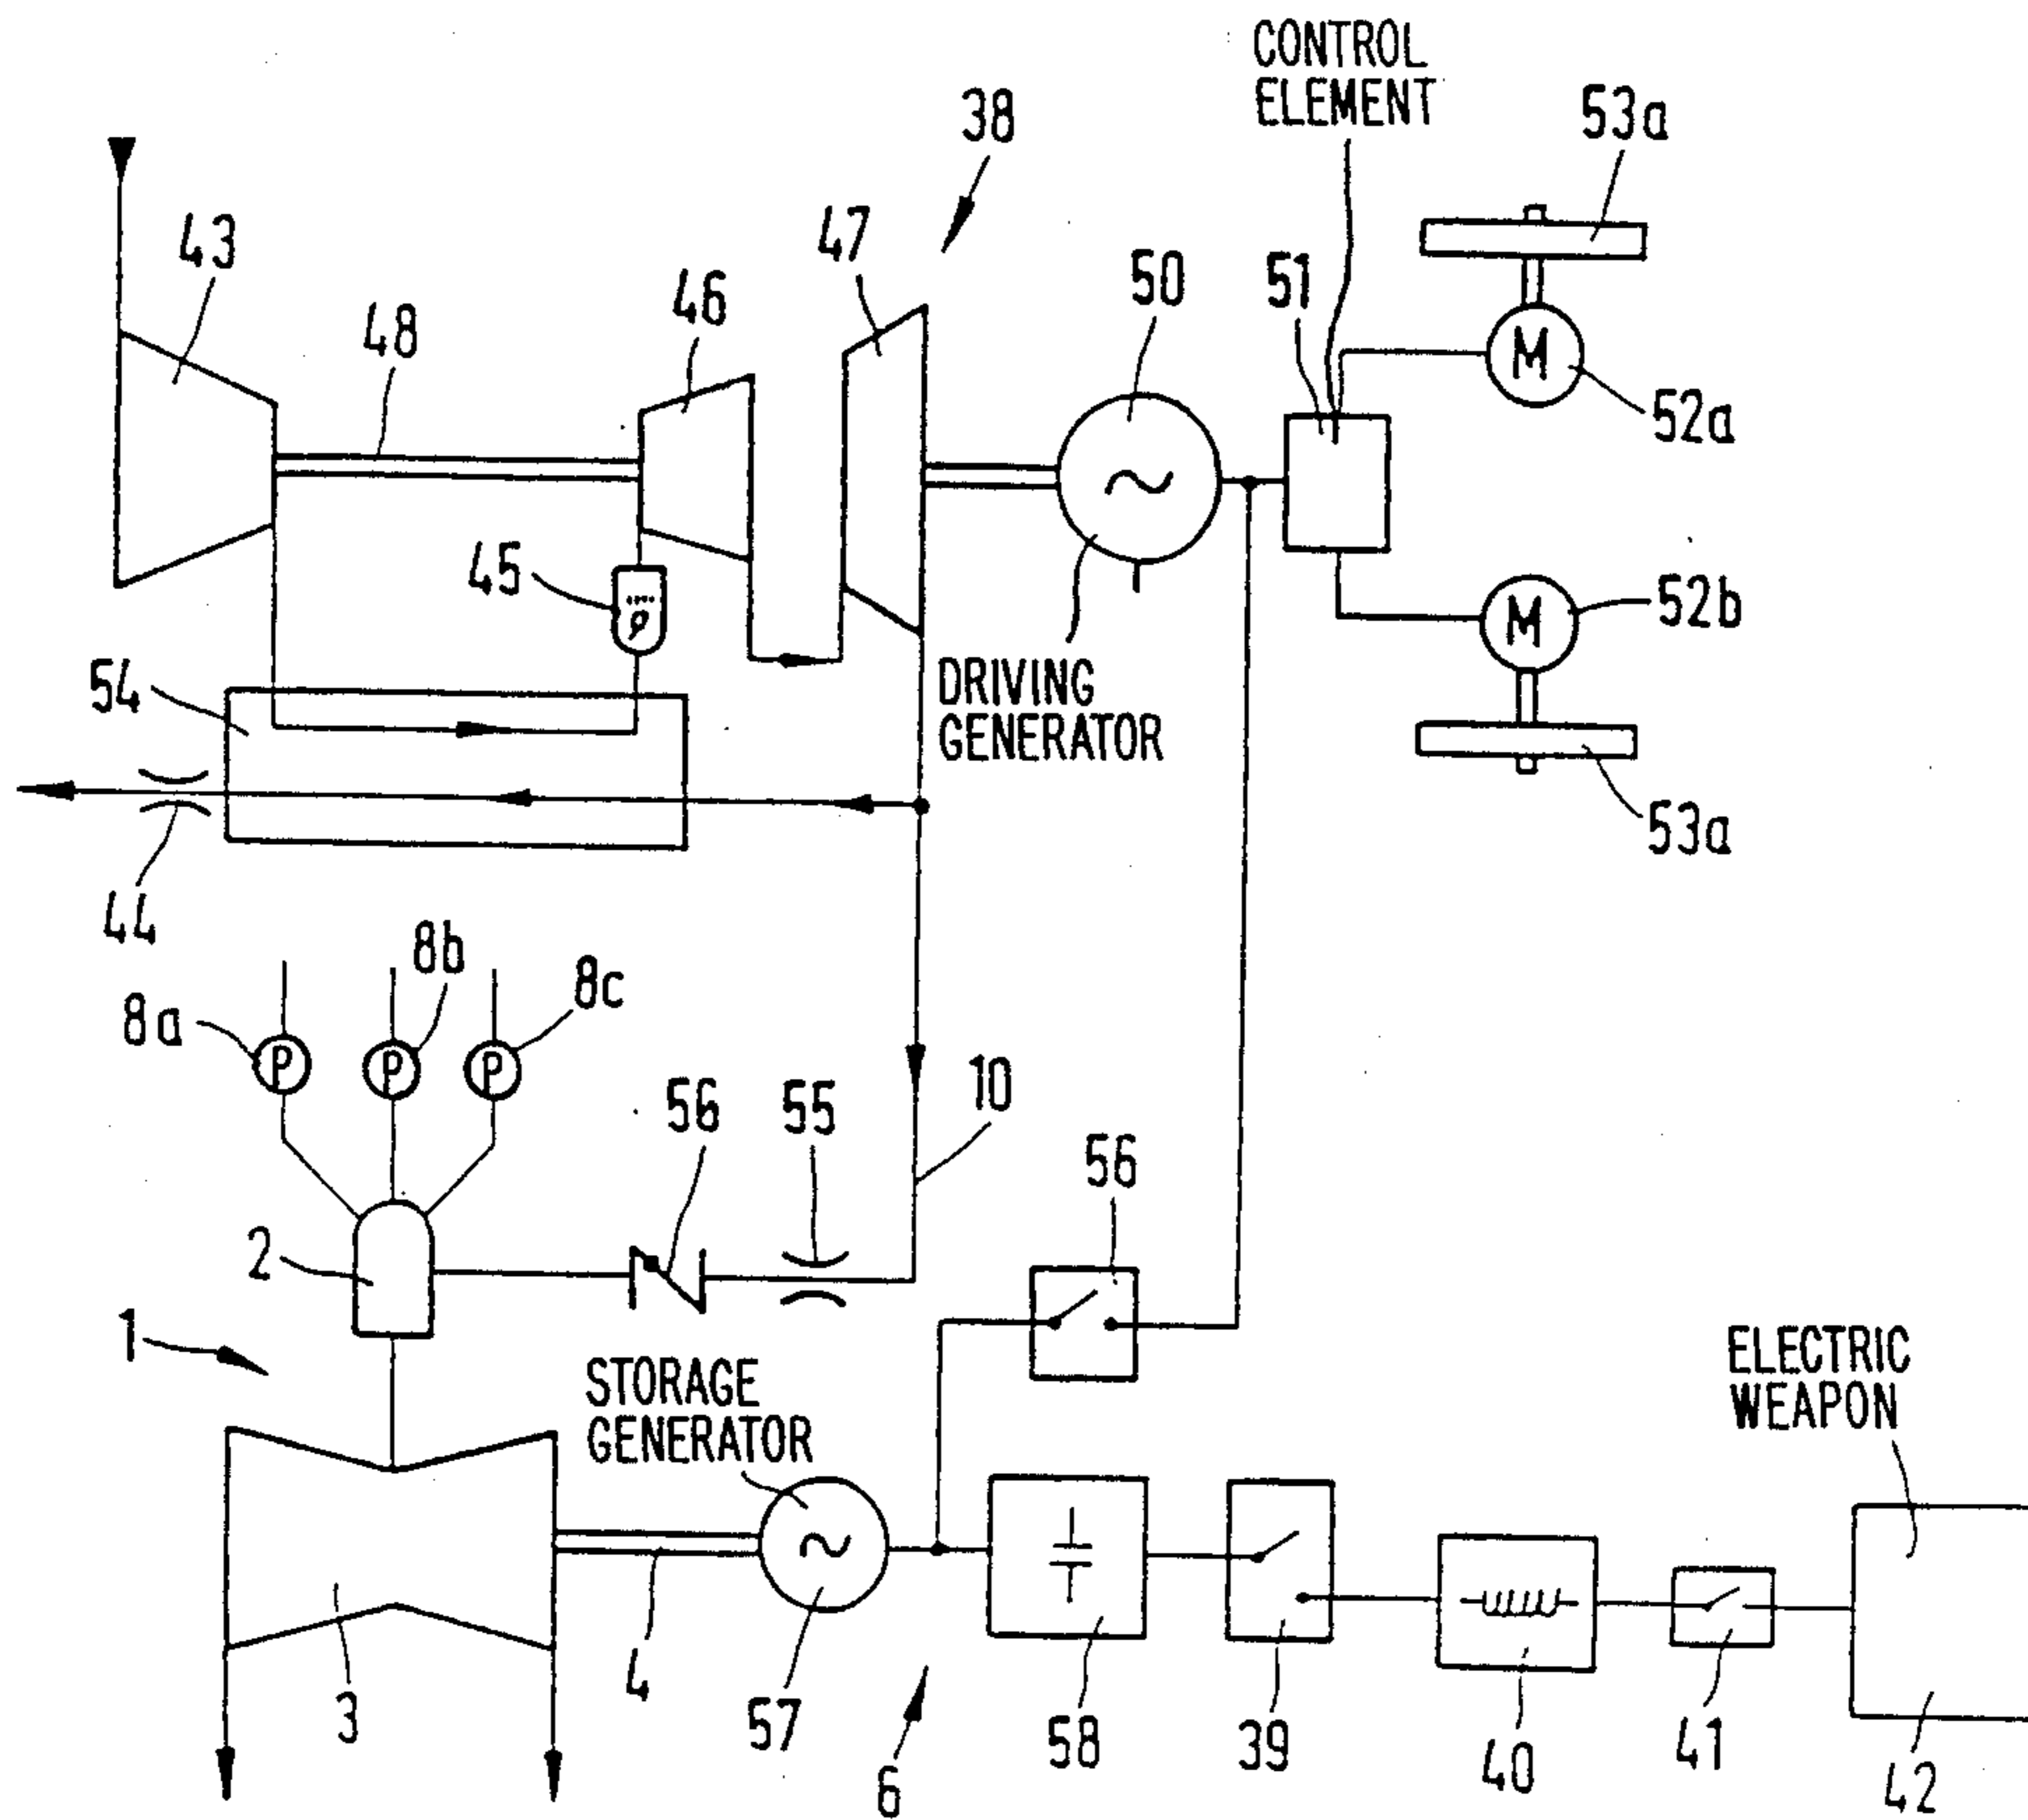 CONTROL
ELEMENT
38
53a
43
47
50
51
46
48
M
52a
45
52b
M
54
DRIVING
GENERATOR
53a
44
8b
8c
8a
P
P
P
56
55
10
56
2
1
STORAGE
GENERATOR
ELECTRIC
WEAPON
3
4
57
6
58
39
40
41
42